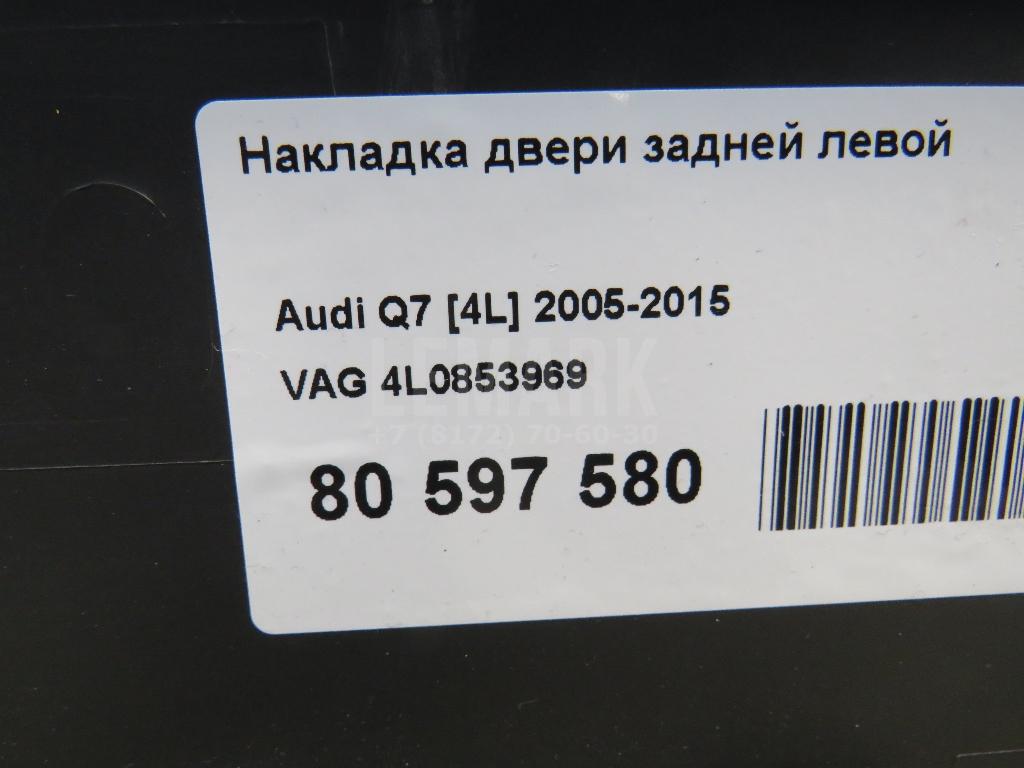 Накладка двери задней левой
Audi Q7 [4L] 2005-2015
VAG 4L0853969
LEMARK
+7 (8172) 70-60-30
80 597 580